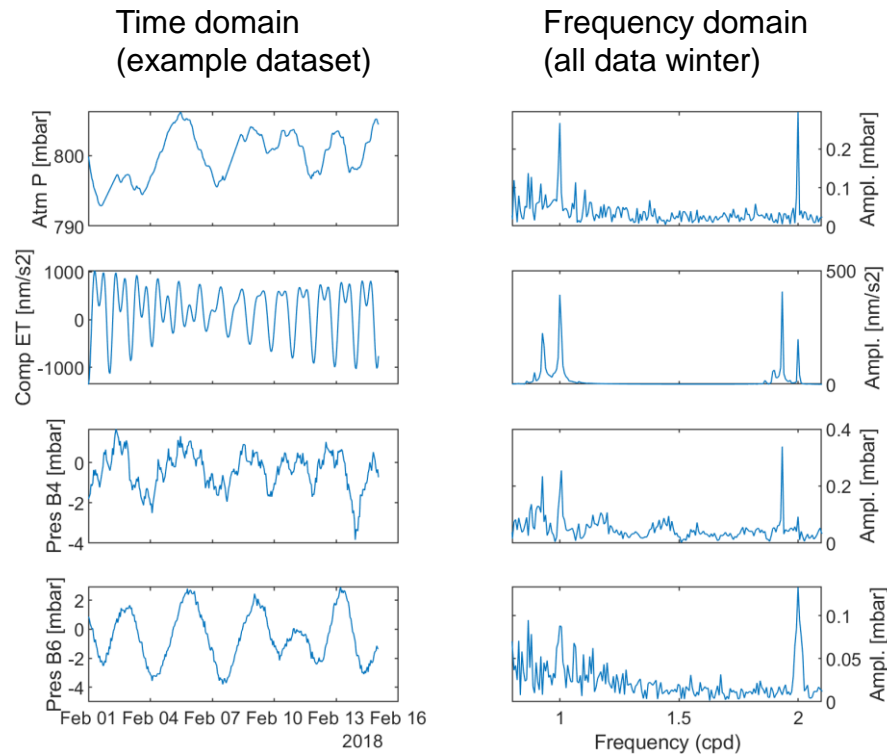 Time domain
(example dataset)
Frequency domain
(all data winter)
Atm P [mbar]
800
790
0.2
0.1
0
Ampl. [mbar]
Comp ET [nm/s2]
1000
0
-1000
500
0
Ampl. [nm/s2]
Pres B4 [mbar]
0
-2
-4
0.4
0.2
0
Ampl. [mbar]
Pres B6 [mbar]
2
0
-2
-4
Feb 01 Feb 04 Feb 07 Feb 10 Feb 13 Feb 16
2018
0.1
0.05
0
Ampl. [mbar]
1 1.5 2
Frequency (cpd)